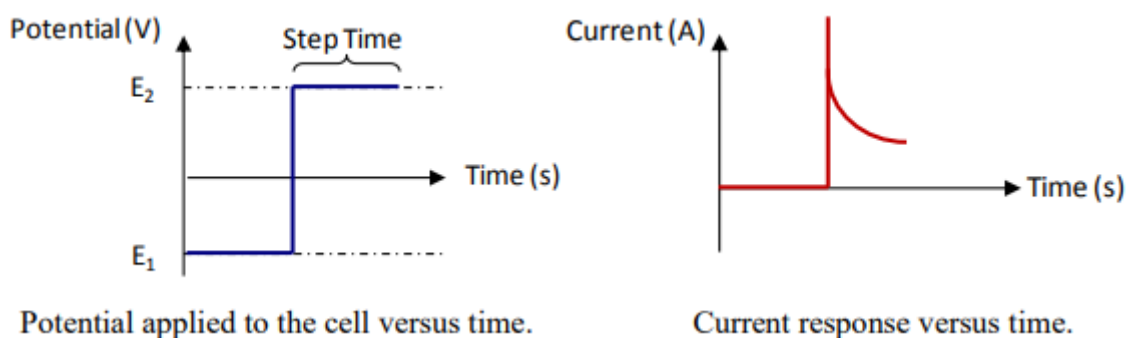 Potential (V)
Step Time
E₂
Time (s)
E₁
Potential applied to the cell versus time.
Current (A)
Time (s)
Current response versus time.